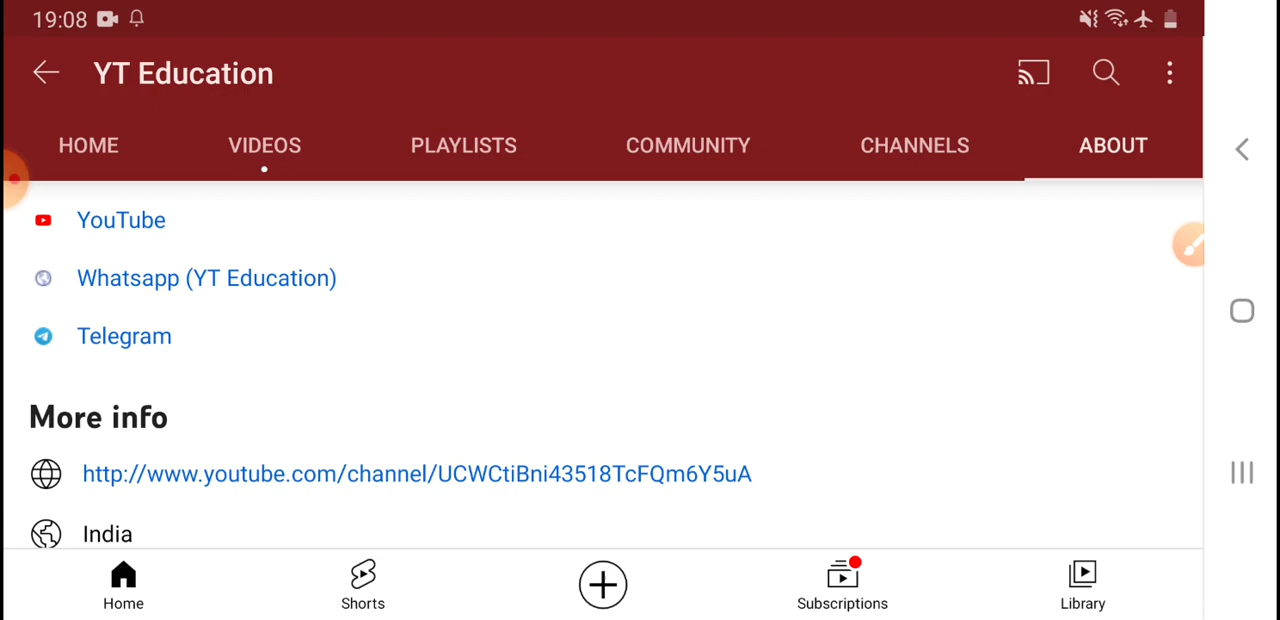 19:08
YT Education
HOME VIDEOS PLAYLISTS COMMUNITY CHANNELS ABOUT
YouTube
Whatsapp (YT Education)
Telegram
More info
http://www.youtube.com/channel/UCWCtiBni43518TcFQm6Y5uA
India
Home Shorts Subscriptions Library